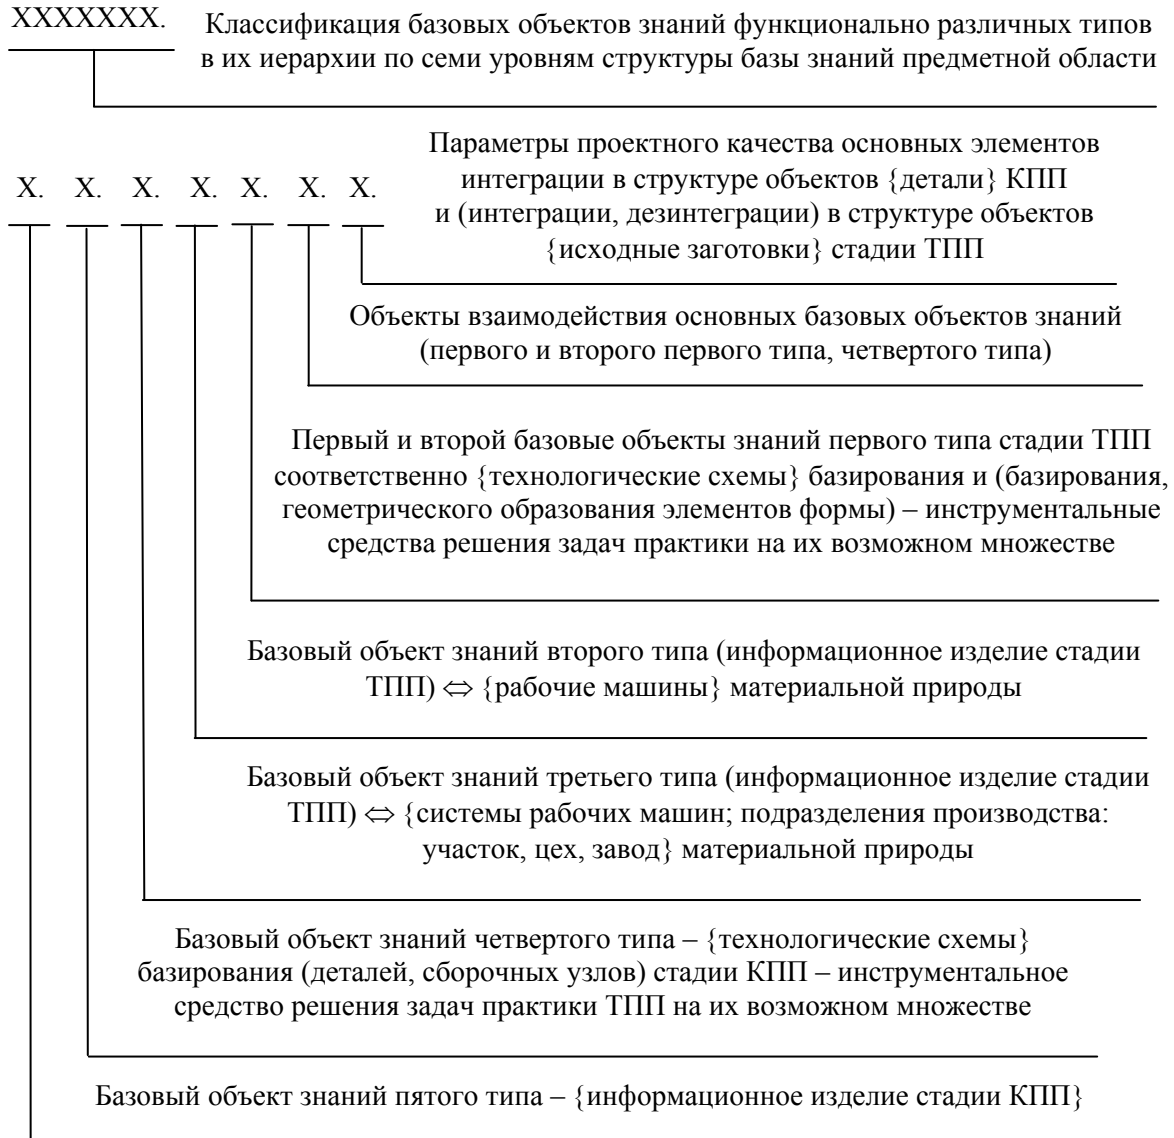 XXXXXXX.
Классификация базовых объектов знаний функционально различных типов
в их иерархии по семи уровням структуры базы знаний предметной области
Параметры проектного качества основных элементов
X. X. X. X. X. X. X.
интеграции в структуре объектов {детали} КПП
и (интеграции, дезинтеграции) в структуре объектов
{исходные заготовки} стадии ТПП
Объекты взаимодействия основных базовых объектов знаний
(первого и второго первого типа, четвертого типа)
Первый и второй базовые объекты знаний первого типа стадии ТПП
соответственно {технологические схемы} базирования и (базирования,
геометрического образования элементов формы) – инструментальные
средства решения задач практики на их возможном множестве
Базовый объект знаний второго типа (информационное изделие стадии
ТПП) ⇔ {рабочие машины} материальной природы
Базовый объект знаний третьего типа (информационное изделие стадии
ТПП) ⇔ {системы рабочих машин; подразделения производства:
участок, цех, завод} материальной природы
Базовый объект знаний четвертого типа – {технологические схемы}
базирования (деталей, сборочных узлов) стадии КПП – инструментальное
средство решения задач практики ТПП на их возможном множестве
Базовый объект знаний пятого типа – {информационное изделие стадии КПП}